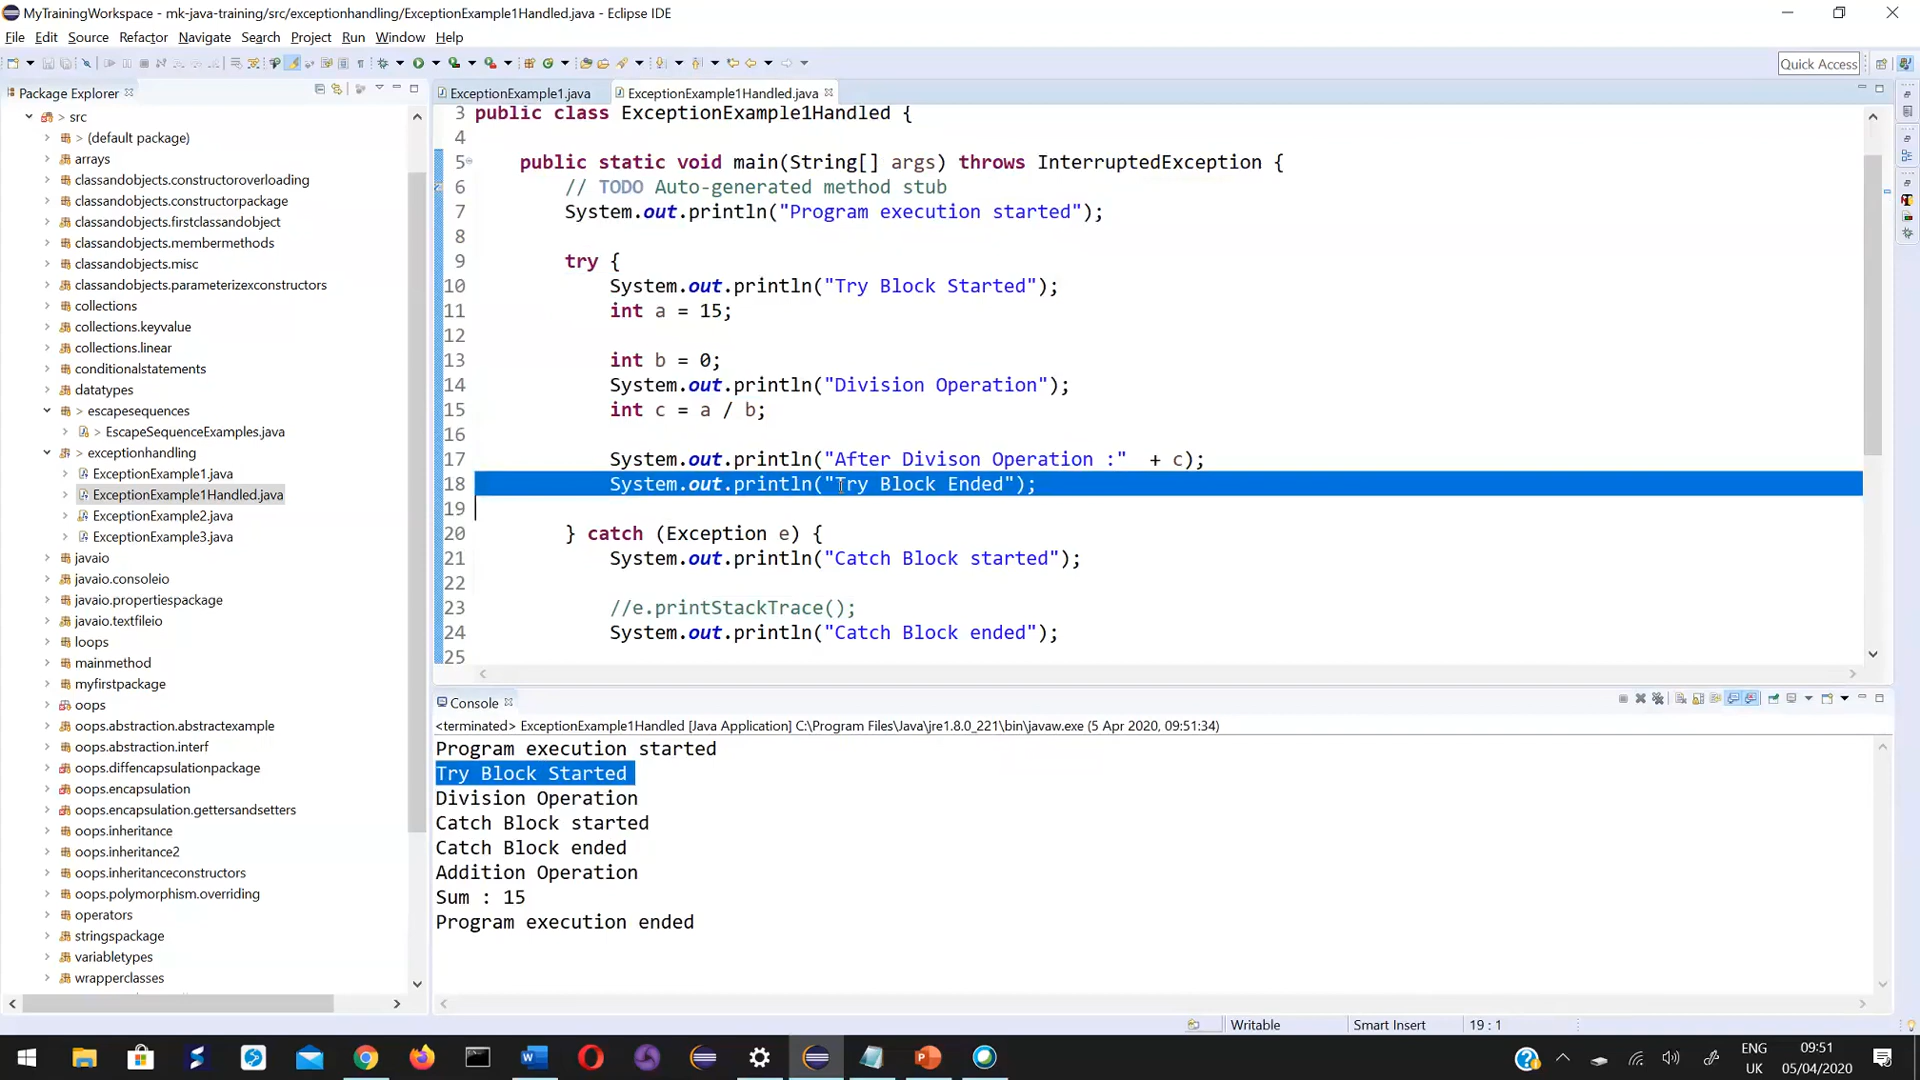 MyTrainingWorkspace - mk-java-training/src/exceptionhandling/ExceptionExample1Handled.java - Eclipse IDE
File Edit Source Refactor Navigate Search Project Run Window Help
Quick Access
Package Explorer
> src
> (default package)
arrays
classandobjects.constructoroverloading
classandobjects.constructorpackage
classandobjects.firstclassandobject
classandobjects.membermethods
classandobjects.misc
classandobjects.parameterizexconstructors
collections
collections.keyvalue
collections.linear
conditionalstatements
datatypes
> escapesequences
> EscapeSequenceExamples.java
> exceptionhandling
ExceptionExample1.java
ExceptionExample1Handled.java
ExceptionExample2.java
ExceptionExample3.java
javaio
javaio.consoleio
javaio.propertiespackage
javaio.textfileio
loops
mainmethod
myfirstpackage
oops
oops.abstraction.abstractexample
oops.abstraction.interf
oops.diffencapsulationpackage
oops.encapsulation
oops.encapsulation.gettersandsetters
oops.inheritance
oops.inheritance2
oops.inheritanceconstructors
oops.polymorphism.overriding
operators
stringspackage
variabletypes
wrapperclasses
ExceptionExample1.java ExceptionExample1Handled.java
3 public class ExceptionExample1Handled {
4
5 public static void main(String[] args) throws InterruptedException {
6 // TODO Auto-generated method stub
7 System.out.println("Program execution started");
8
9 try {
10 System.out.println("Try Block Started");
11 int a = 15;
12
13 int b = 0;
14 System.out.println("Division Operation");
15 int c = a / b;
16
17 System.out.println("After Divison Operation :" + c);
18 System.out.println("Try Block Ended");
19
20 } catch (Exception e) {
21 System.out.println("Catch Block started");
22
23 //e.printStackTrace();
24 System.out.println("Catch Block ended");
25
Console
<terminated> ExceptionExample1Handled [Java Application] C:\Program Files\Java\jre1.8.0_221\bin\javaw.exe (5 Apr 2020, 09:51:34)
Program execution started
Try Block Started
Division Operation
Catch Block started
Catch Block ended
Addition Operation
Sum : 15
Program execution ended
Writable Smart Insert 19 : 1
ENG
UK
09:51
05/04/2020